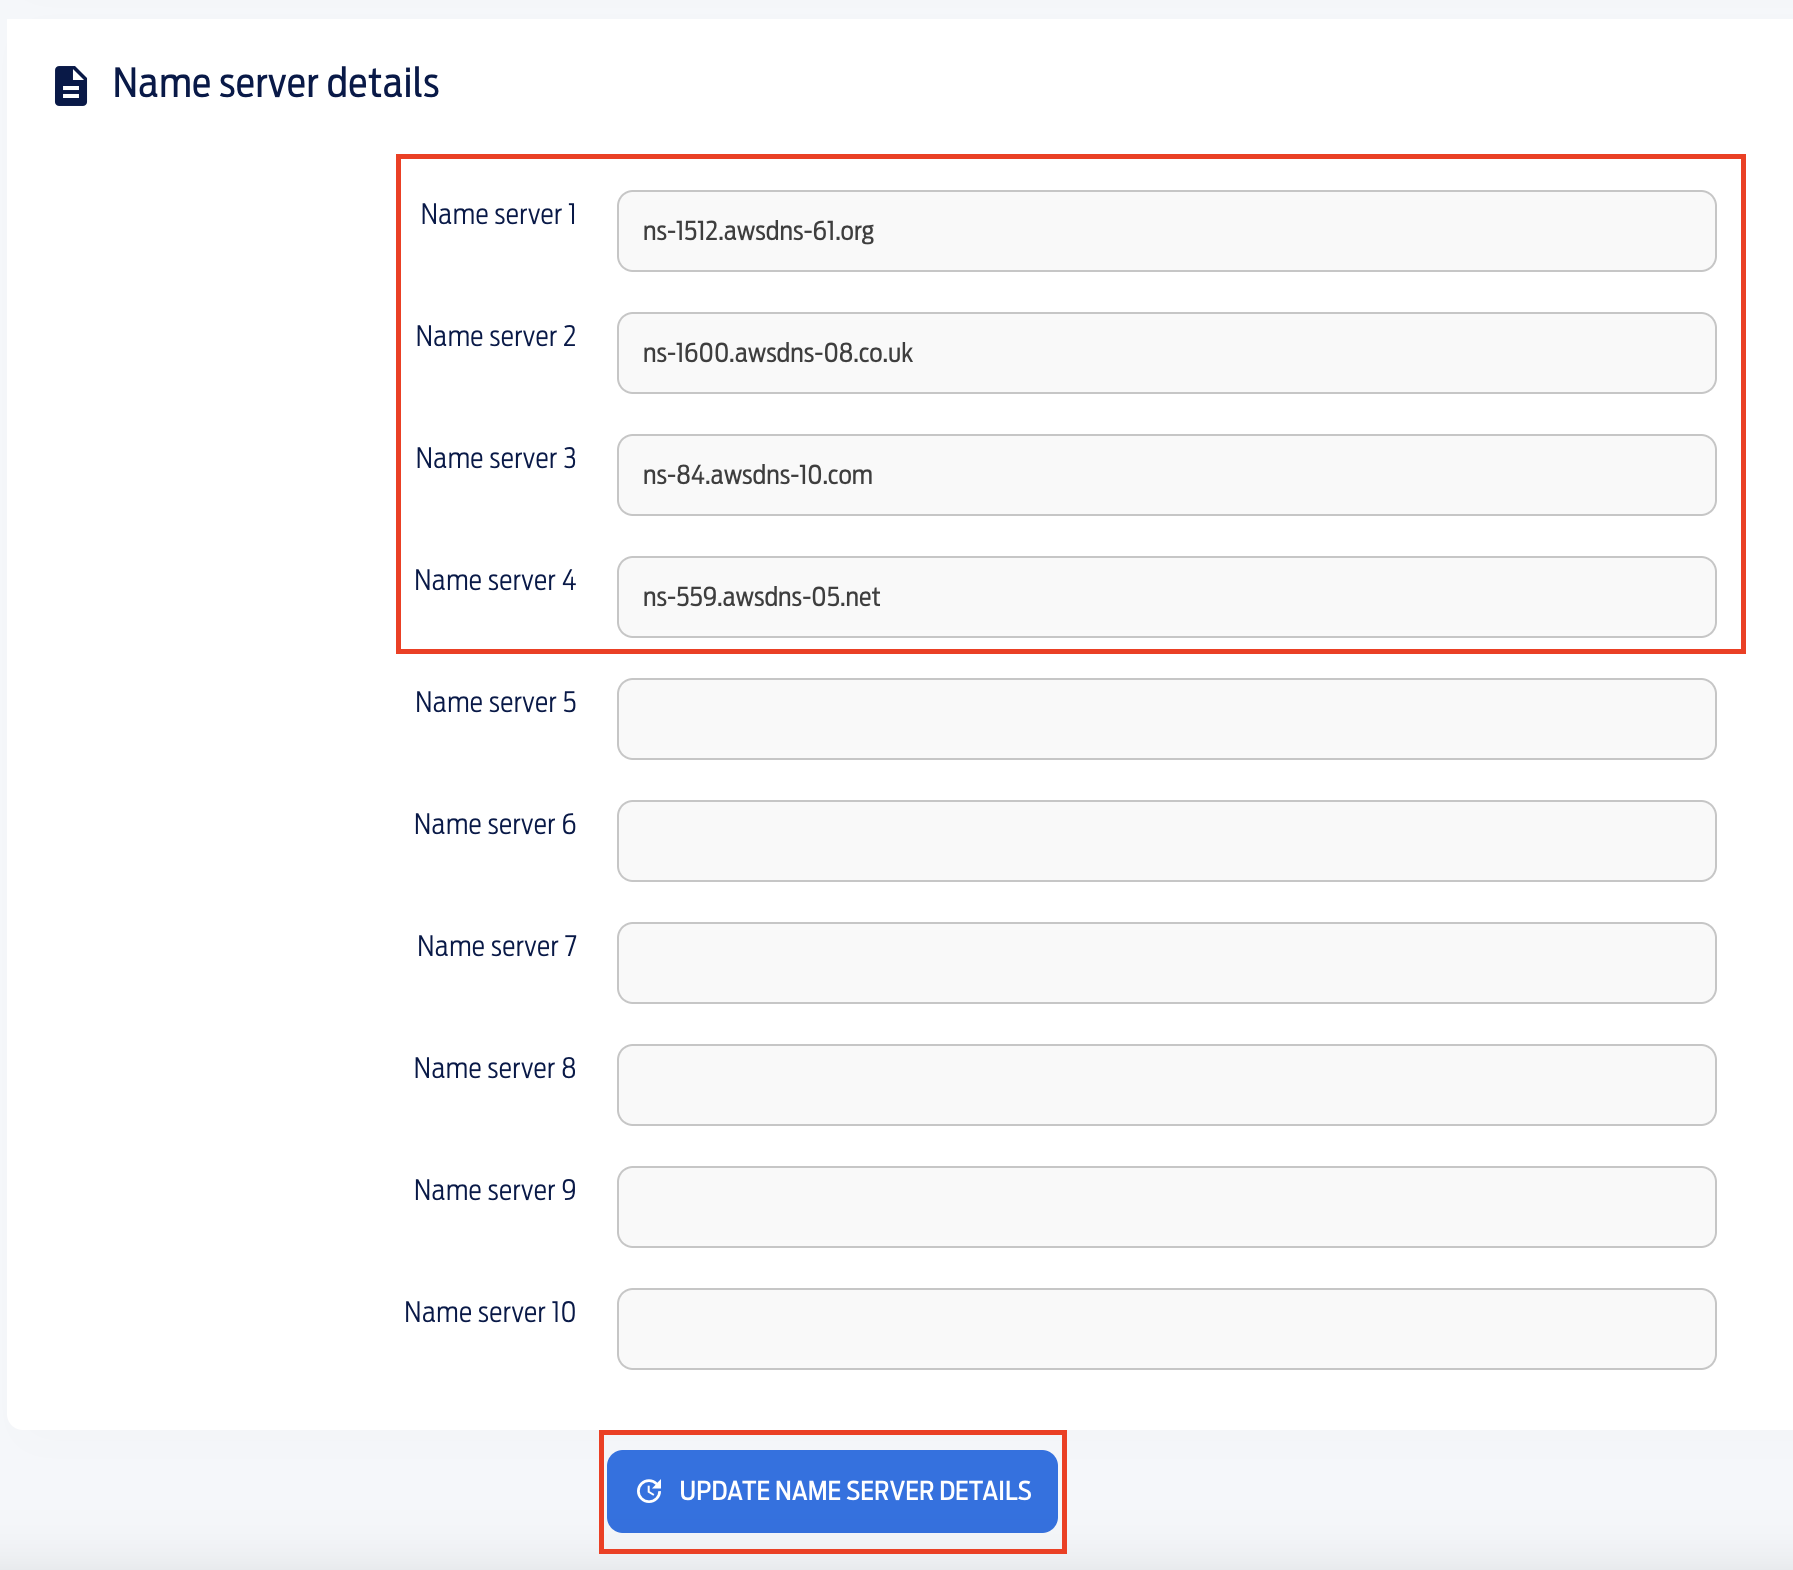 Name server details
Name server 1
ns-1512.awsdns-61.org
Name server 2
ns-1600.awsdns-08.co.uk
Name server 3
ns-84.awsdns-10.com
Name server 4
ns-559.awsdns-05.net
Name server 5
Name server 6
Name server 7
Name server 8
Name server 9
Name server 10
UPDATE NAME SERVER DETAILS